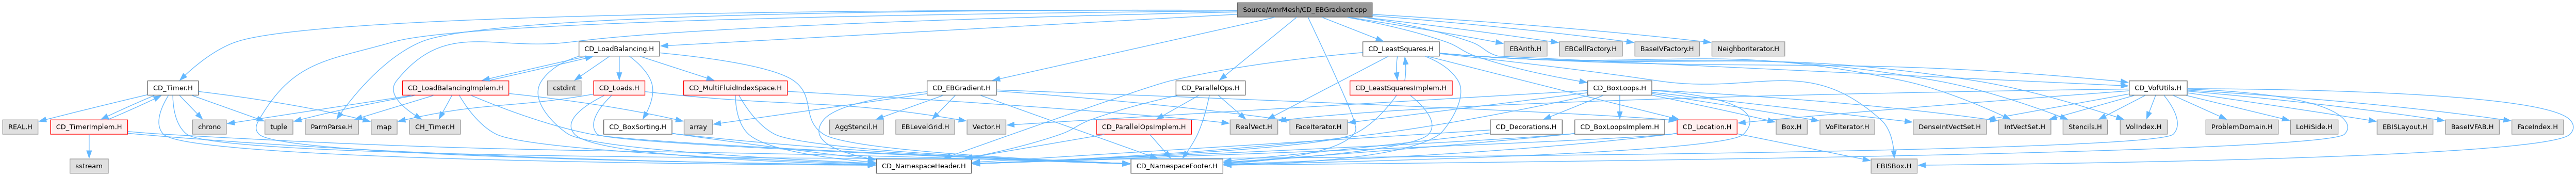 Source/AmrMesh/CD_EBGradient.cpp
CD_LoadBalancing.H
CD_LeastSquares.H
EBArith.H
EBCellFactory.H
BaseIVFactory.H
NeighborIterator.H
CD_Timer.H
CD_LoadBalancingImplem.H
cstdint
CD_Loads.H
CD_MultiFluidIndexSpace.H
CD_EBGradient.H
CD_ParallelOps.H
CD_LeastSquaresImplem.H
CD_BoxLoops.H
CD_VofUtils.H
REAL.H
CD_TimerImplem.H
chrono
tuple
ParmParse.H
map
CH_Timer.H
CD_BoxSorting.H
array
AggStencil.H
EBLevelGrid.H
Vector.H
CD_ParallelOpsImplem.H
RealVect.H
FaceIterator.H
CD_Decorations.H
CD_BoxLoopsImplem.H
CD_Location.H
Box.H
VoFIterator.H
DenseIntVectSet.H
IntVectSet.H
Stencils.H
VolIndex.H
ProblemDomain.H
LoHiSide.H
EBISLayout.H
BaseIVFAB.H
FaceIndex.H
sstream
CD_NamespaceHeader.H
CD_NamespaceFooter.H
EBISBox.H